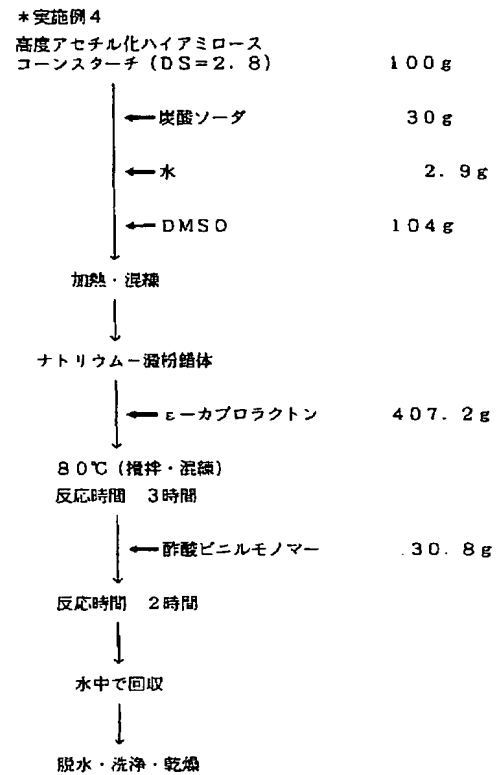 *実施例4
高度アセチル化ハイアミロース
コーンスターチ(DS=2.8) 100g
炭酸ソーダ 30g
水 2.9g
DMSO 104g
加熱・混練
ナトリウム−澱粉錯体
ε−カプロラクトン 407.2g
80℃(撹拌・混練)
反応時間 3時間
酢酸ビニルモノマー 30.8g
反応時間 2時間
水中で回収
脱水・洗浄・乾燥